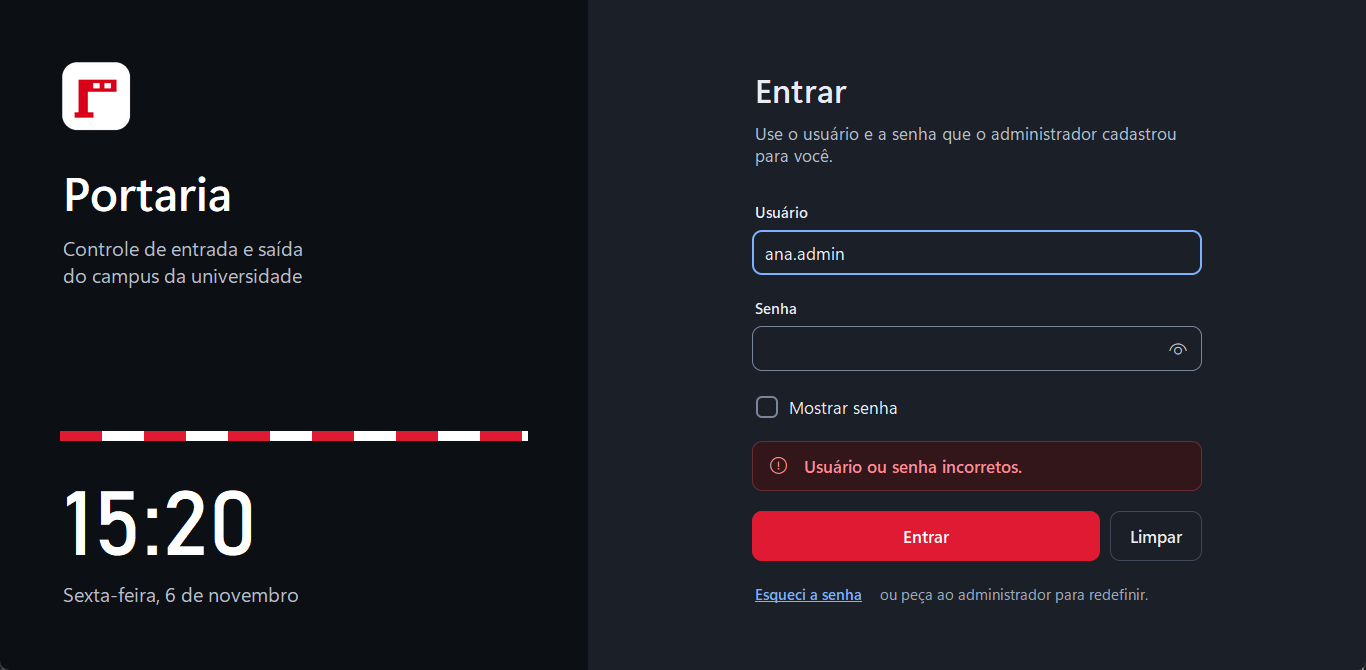 Portaria
Controle de entrada e saída
do campus da universidade
15:20
Sexta-feira, 6 de novembro
Entrar
Use o usuário e a senha que o administrador cadastrou
para você.
Usuário
ana.admin
Senha
Mostrar senha
Usuário ou senha incorretos.
Entrar
Limpar
Esqueci a senha ou peça ao administrador para redefinir.